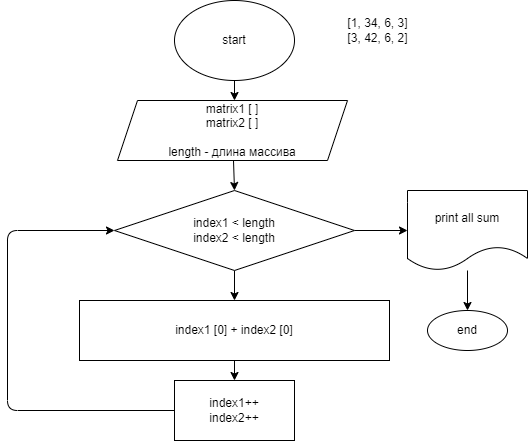 start
[1, 34, 6, 3]
[3, 42, 6, 2]
matrix1 [ ]
matrix2 [ ]
length - длина массива
index1 < length
index2 < length
print all sum
index1 [0] + index2 [0]
end
index1++
index2++